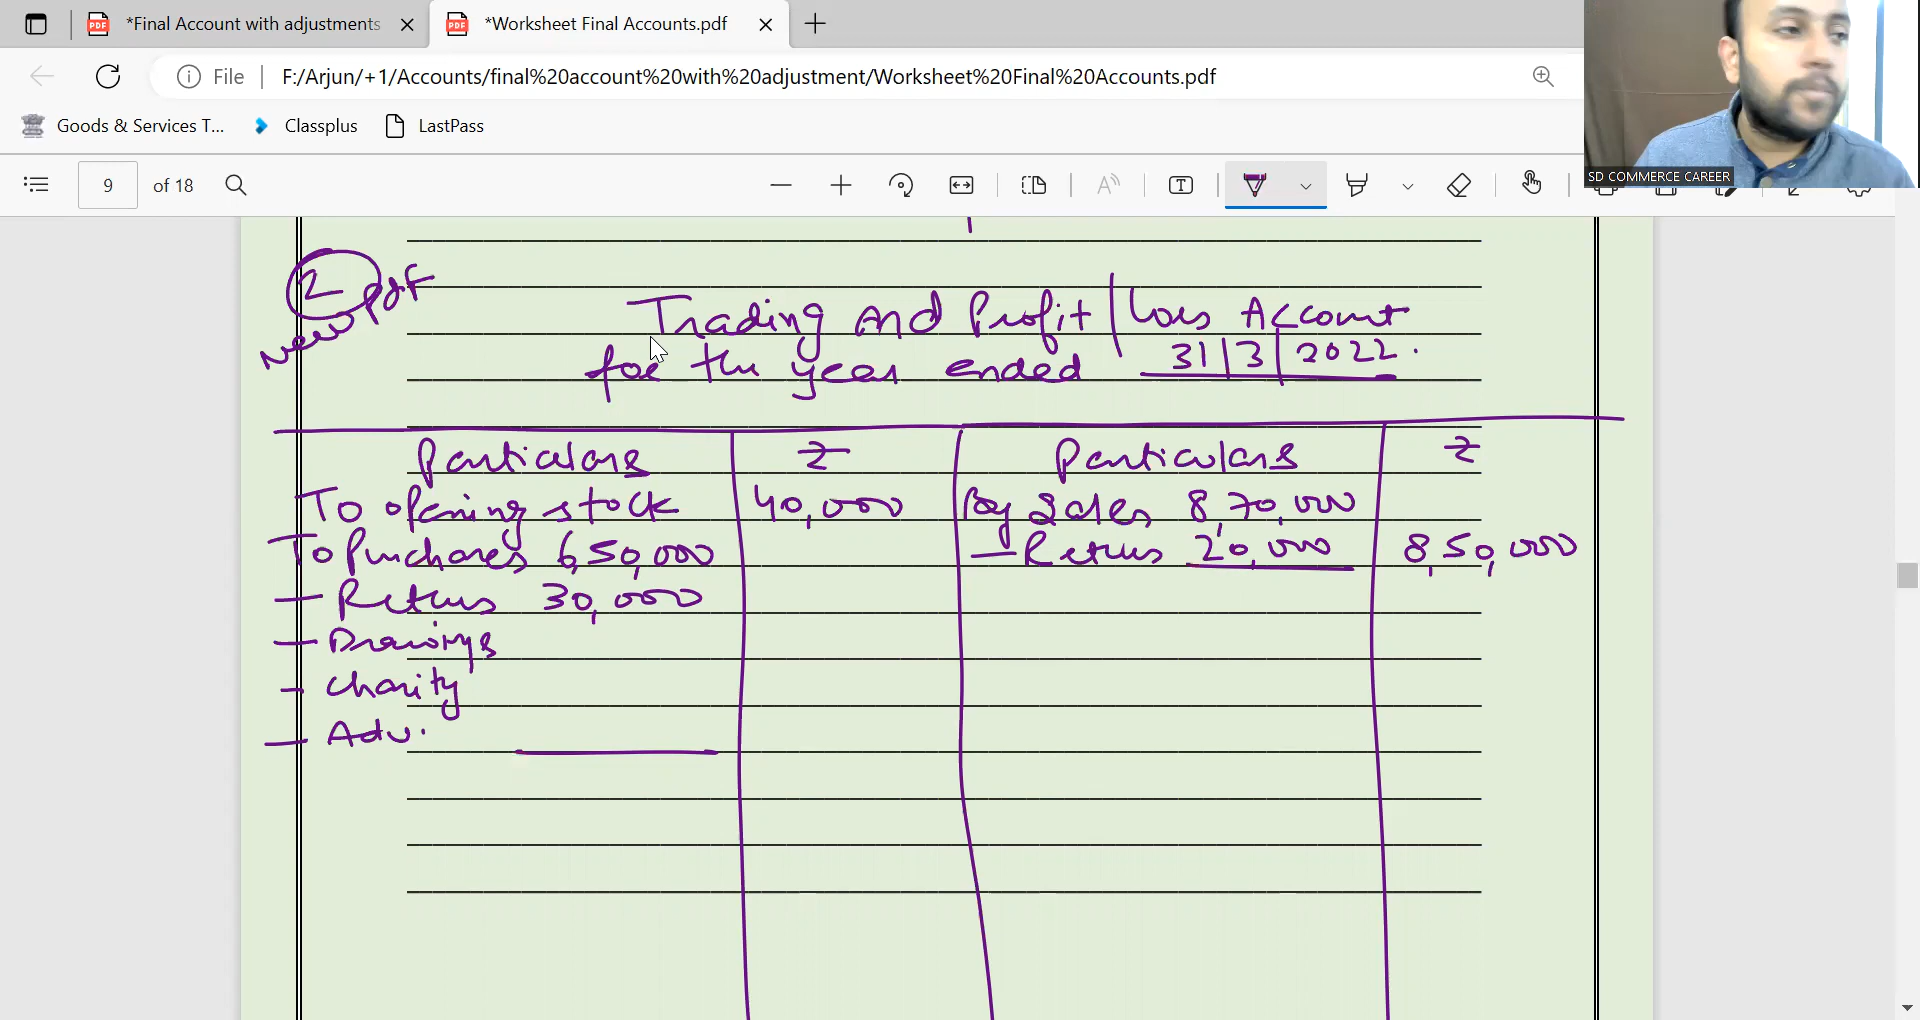 *Final Account with adjustments
*Worksheet Final Accounts.pdf
File F:/Arjun/+1/Accounts/final%20account%20with%20adjustment/Worksheet%20Final%20Accounts.pdf
Goods & Services T...
Classplus
LastPass
9 of 18
SD COMMERCE CAREER
2
New pdf
Trading and Profit | Loss Account
for the year ended 31|3|2022.
Particulars ₹ Particulars ₹
To opening stock 40,000 By Sales 8,70,000
To Purchases 6,50,000 — Returns 20,000 8,50,000
— Returns 30,000
— Drawings
— Charity
— Adv.